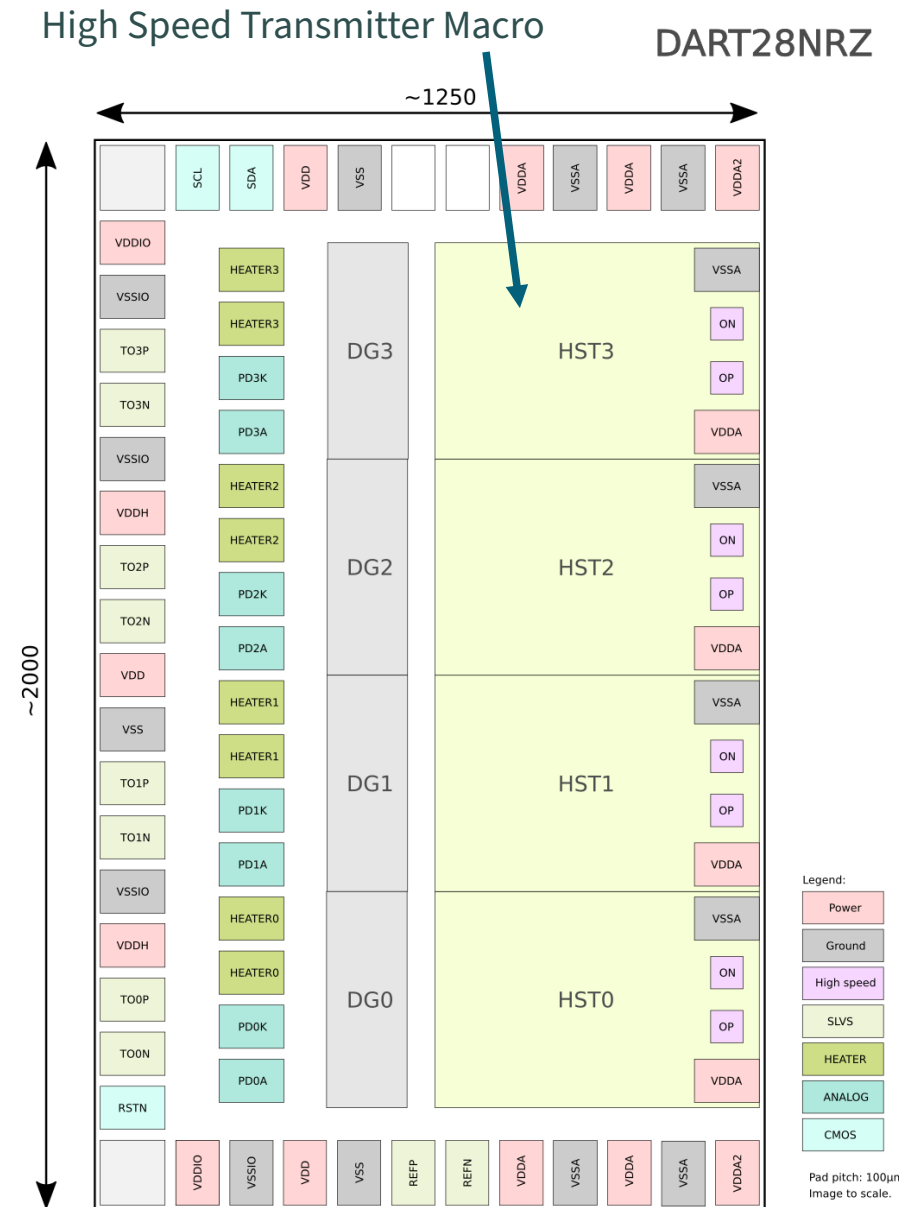 High Speed Transmitter Macro
DART28NRZ
~1250
SCL
SDA
VDD
VSS
VDDA
VSSA
VDDA
VSSA
VDDA2
~2000
VDDIO
VSSIO
TO3P
TO3N
VSSIO
VDDH
TO2P
TO2N
VDD
VSS
TO1P
TO1N
VSSIO
VDDH
TO0P
TO0N
RSTN
HEATER3
HEATER3
PD3K
PD3A
HEATER2
HEATER2
PD2K
PD2A
HEATER1
HEATER1
PD1K
PD1A
HEATER0
HEATER0
PD0K
PD0A
DG3
DG2
DG1
DG0
HST3
HST2
HST1
HST0
VSSA
ON
OP
VDDA
VSSA
ON
OP
VDDA
VSSA
ON
OP
VDDA
VSSA
ON
OP
VDDA
VDDIO
VSSIO
VDD
VSS
REFP
REFN
VDDA
VSSA
VDDA
VSSA
VDDA2
Legend:
Power
Ground
High speed
SLVS
HEATER
ANALOG
CMOS
Pad pitch: 100µm
Image to scale.